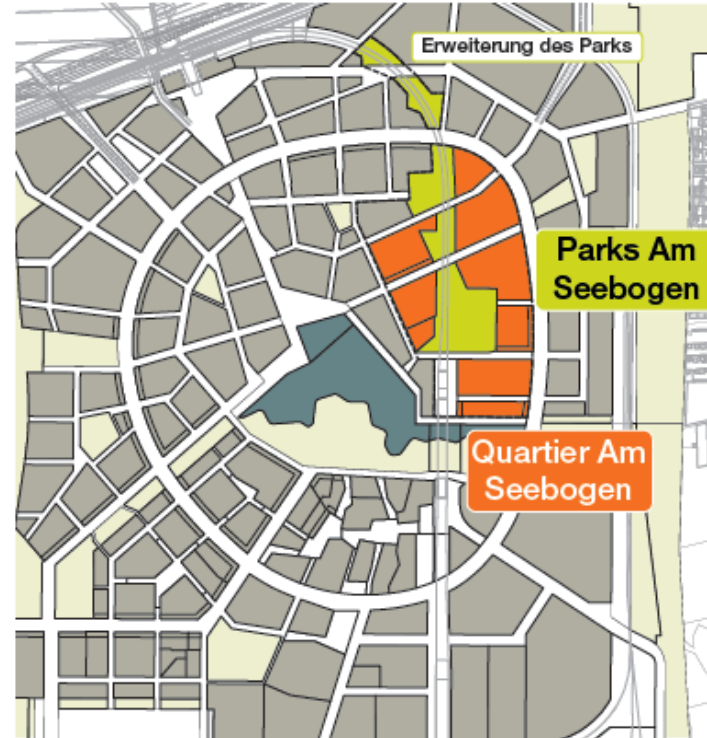 Erweiterung des Parks
Parks Am
Seebogen
Quartier Am
Seebogen